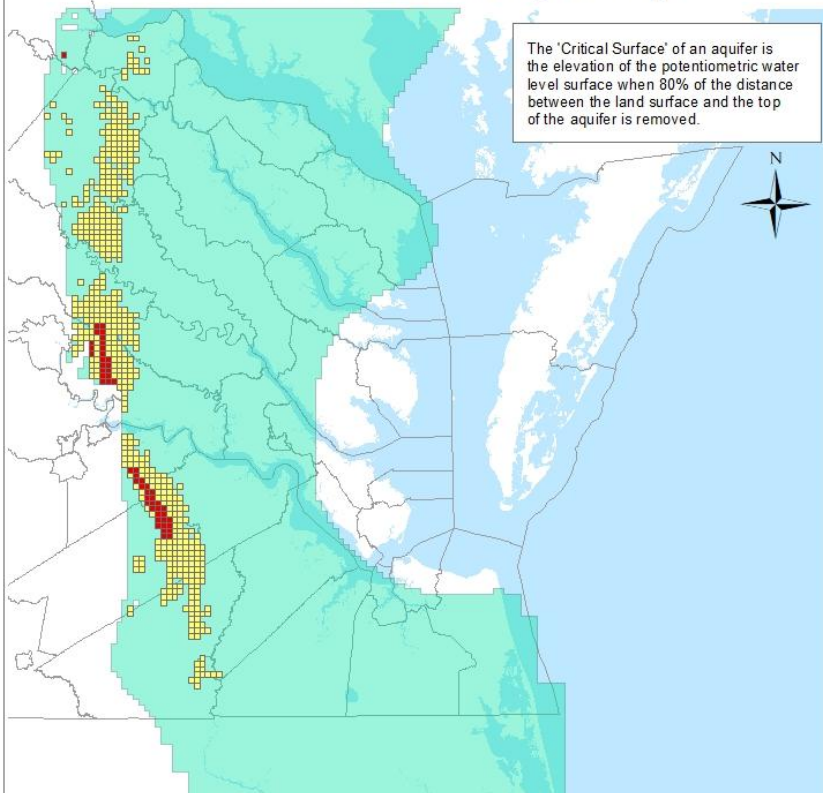 The 'Critical Surface' of an aquifer is
the elevation of the potentiometric water
level surface when 80% of the distance
between the land surface and the top
of the aquifer is removed.
N